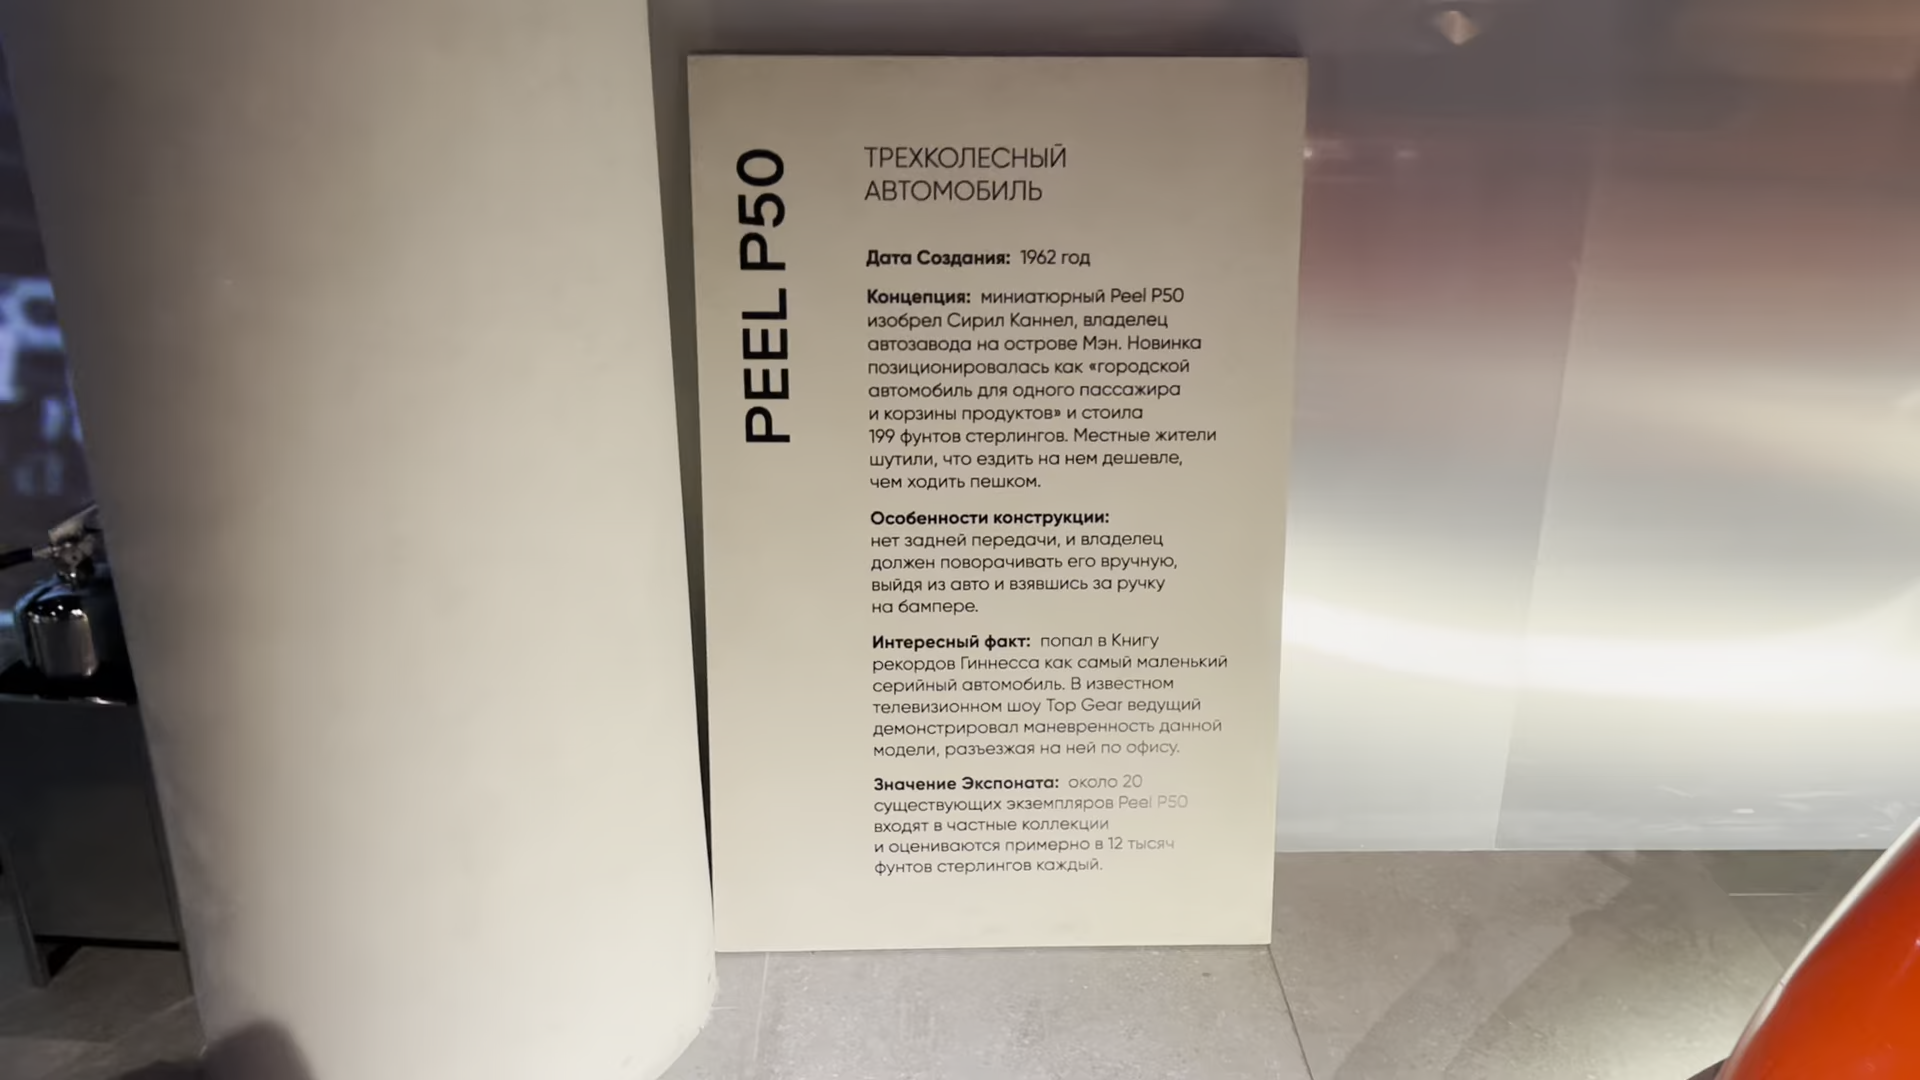 PEEL P50
ТРЕХКОЛЕСНЫЙ
АВТОМОБИЛЬ
Дата Создания: 1962 год
Концепция: миниатюрный Peel P50
изобрел Сирил Каннел, владелец
автозавода на острове Мэн. Новинка
позиционировалась как «городской
автомобиль для одного пассажира
и корзины продуктов» и стоила
199 фунтов стерлингов. Местные жители
шутили, что ездить на нем дешевле,
чем ходить пешком.
Особенности конструкции:
нет задней передачи, и владелец
должен поворачивать его вручную,
выйдя из авто и взявшись за ручку
на бампере.
Интересный факт: попал в Книгу
рекордов Гиннесса как самый маленький
серийный автомобиль. В известном
телевизионном шоу Top Gear ведущий
демонстрировал маневренность данной
модели, разъезжая на ней по офису.
Значение Экспоната: около 20
существующих экземпляров Peel P50
входят в частные коллекции
и оцениваются примерно в 12 тысяч
фунтов стерлингов каждый.